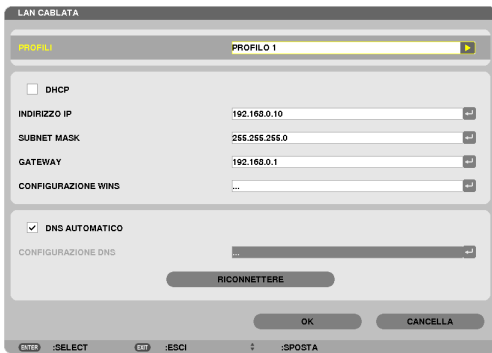 LAN CABLATA
PROFILI PROFILO 1
DHCP
INDIRIZZO IP 192.168.0.10
SUBNET MASK 255.255.255.0
GATEWAY 192.168.0.1
CONFIGURAZIONE WINS ...
DNS AUTOMATICO
CONFIGURAZIONE DNS ...
RICONNETTERE
OK CANCELLA
ENTER :SELECT EXIT :ESCI :SPOSTA